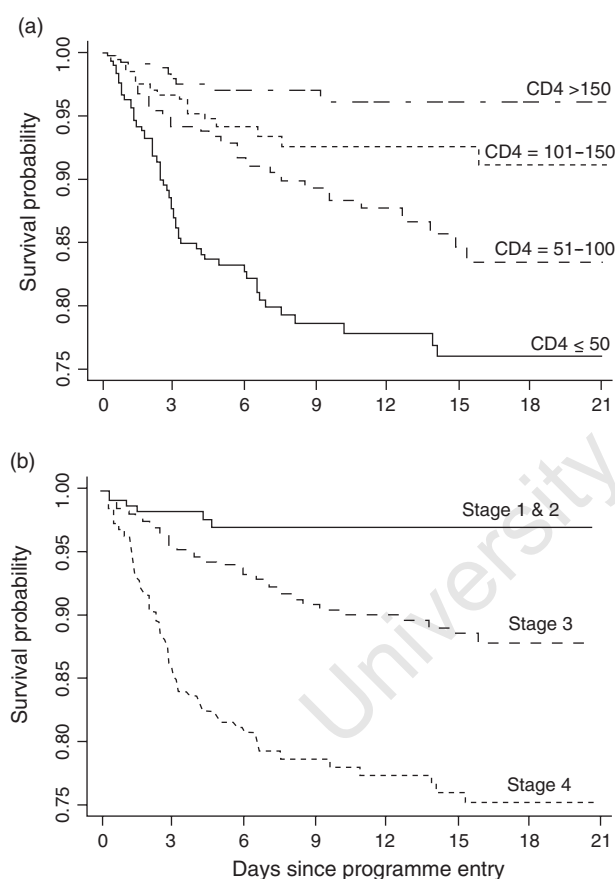 (a)
1.00
0.95
0.90
0.85
0.80
0.75
Survival probability
CD4 >150
CD4 = 101–150
CD4 = 51–100
CD4 ≤ 50
0 3 6 9 12 15 18 21
(b)
1.00
0.95
0.90
0.85
0.80
0.75
Survival probability
Stage 1 & 2
Stage 3
Stage 4
0 3 6 9 12 15 18 21
Days since programme entry
University